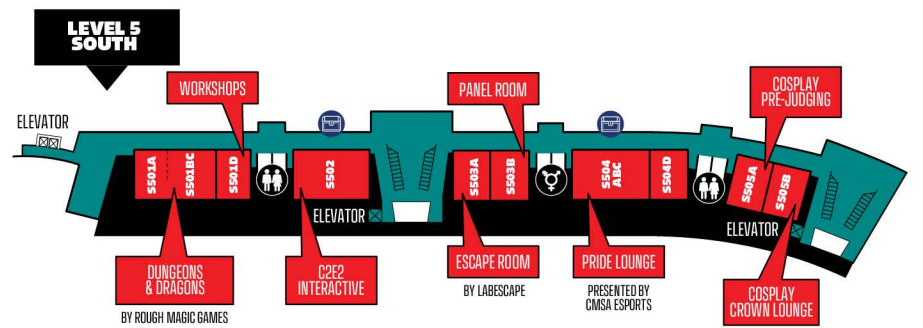 LEVEL 5
SOUTH
WORKSHOPS
PANEL ROOM
COSPLAY
PRE-JUDGING
ELEVATOR
S501A
S501BC
S501D
S502
S503A
S503B
S504
ABC
S504D
S505A
S505B
ELEVATOR
ELEVATOR
DUNGEONS
& DRAGONS
BY ROUGH MAGIC GAMES
C2E2
INTERACTIVE
ESCAPE ROOM
BY LABESCAPE
PRIDE LOUNGE
PRESENTED BY
CMSA ESPORTS
COSPLAY
CROWN LOUNGE